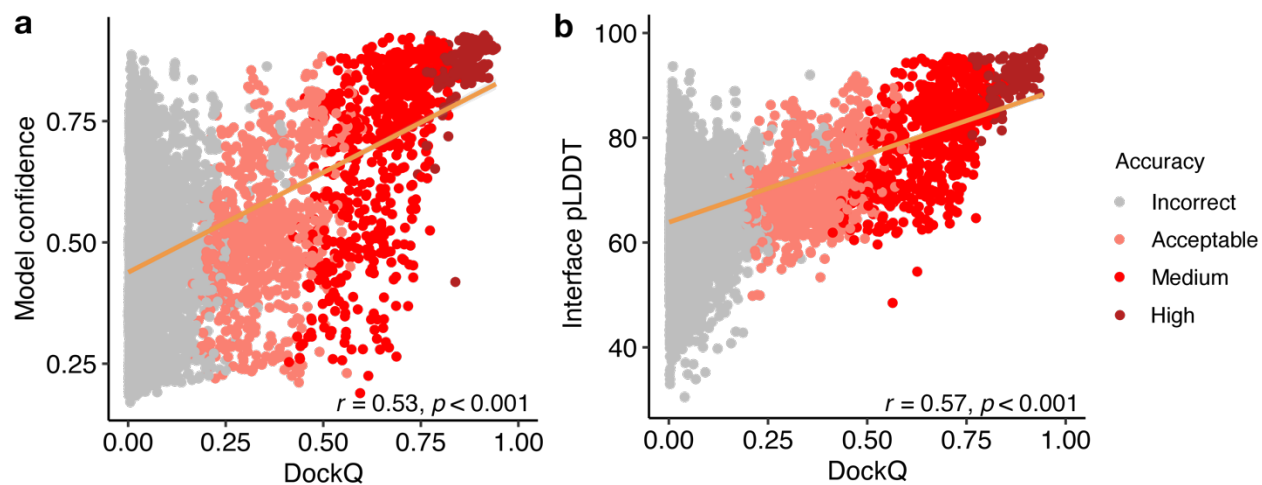 a
Model confidence
0.75
0.50
0.25
0.00 0.25 0.50 0.75 1.00
DockQ
r = 0.53, p < 0.001
b
Interface pLDDT
100
80
60
40
0.00 0.25 0.50 0.75 1.00
DockQ
r = 0.57, p < 0.001
Accuracy
Incorrect
Acceptable
Medium
High